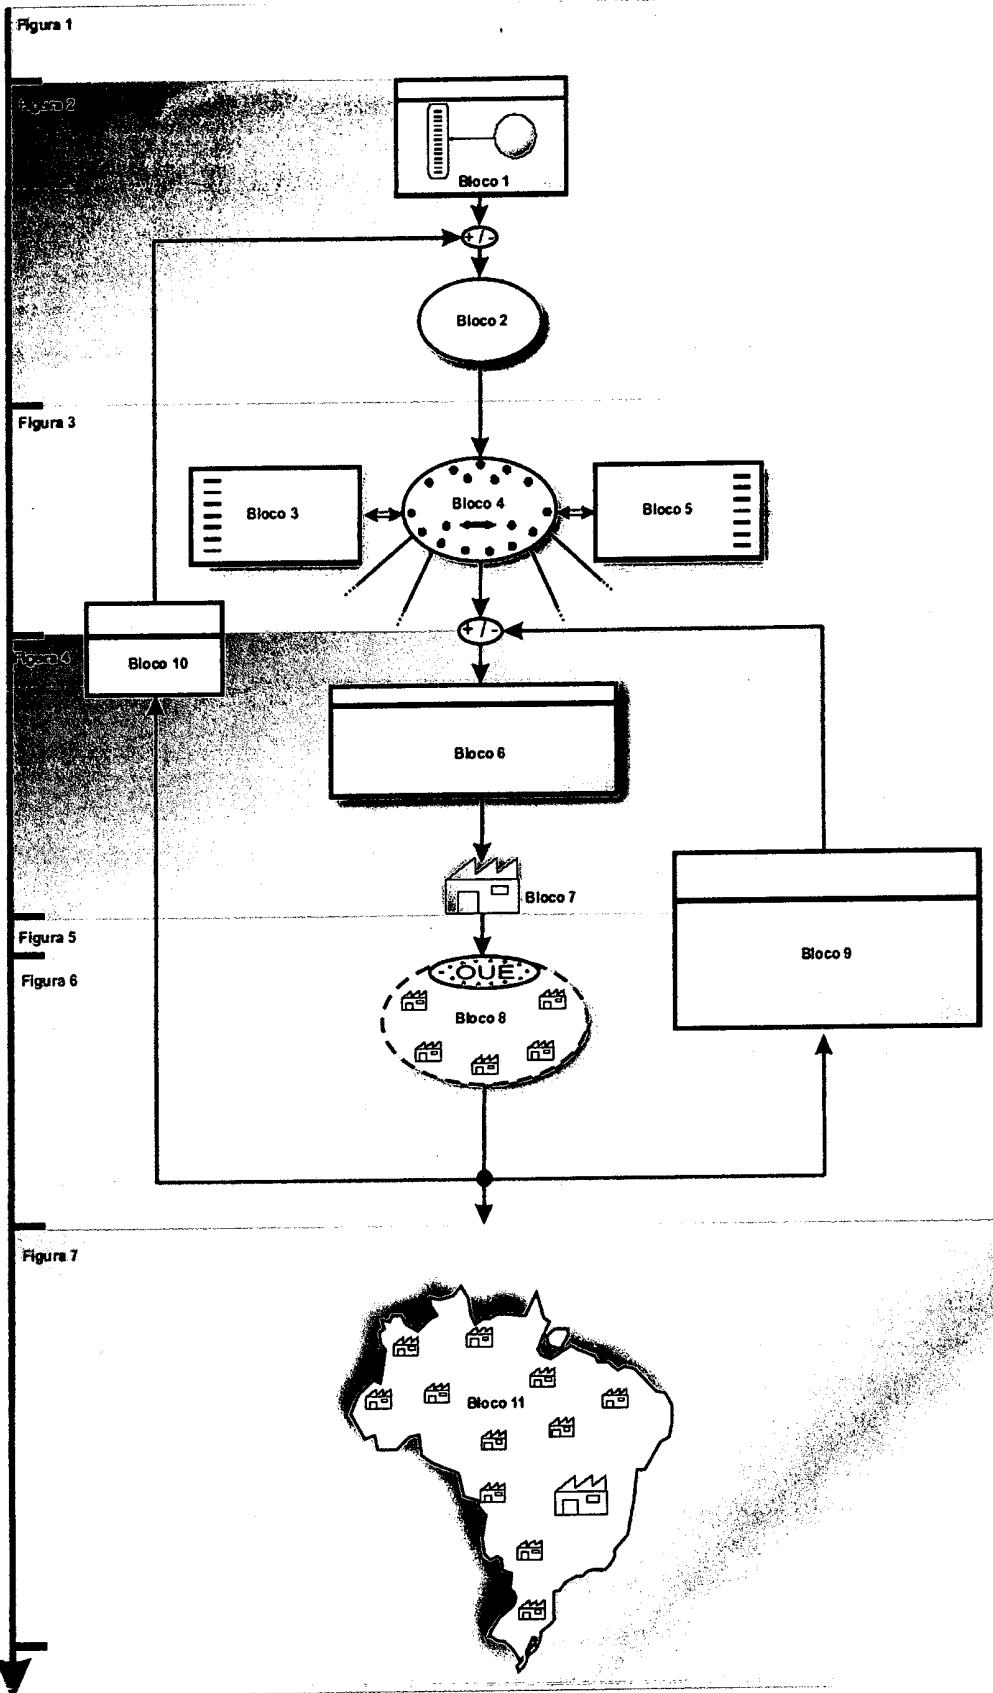 Figura 1
Figura 2
Bloco 1
+ / -
Bloco 2
Figura 3
Bloco 3
Bloco 4
Bloco 5
+ / -
Figura 4
Bloco 10
Bloco 6
Bloco 7
Figura 5
Bloco 9
QUE
Figura 6
Bloco 8
Figura 7
Bloco 11